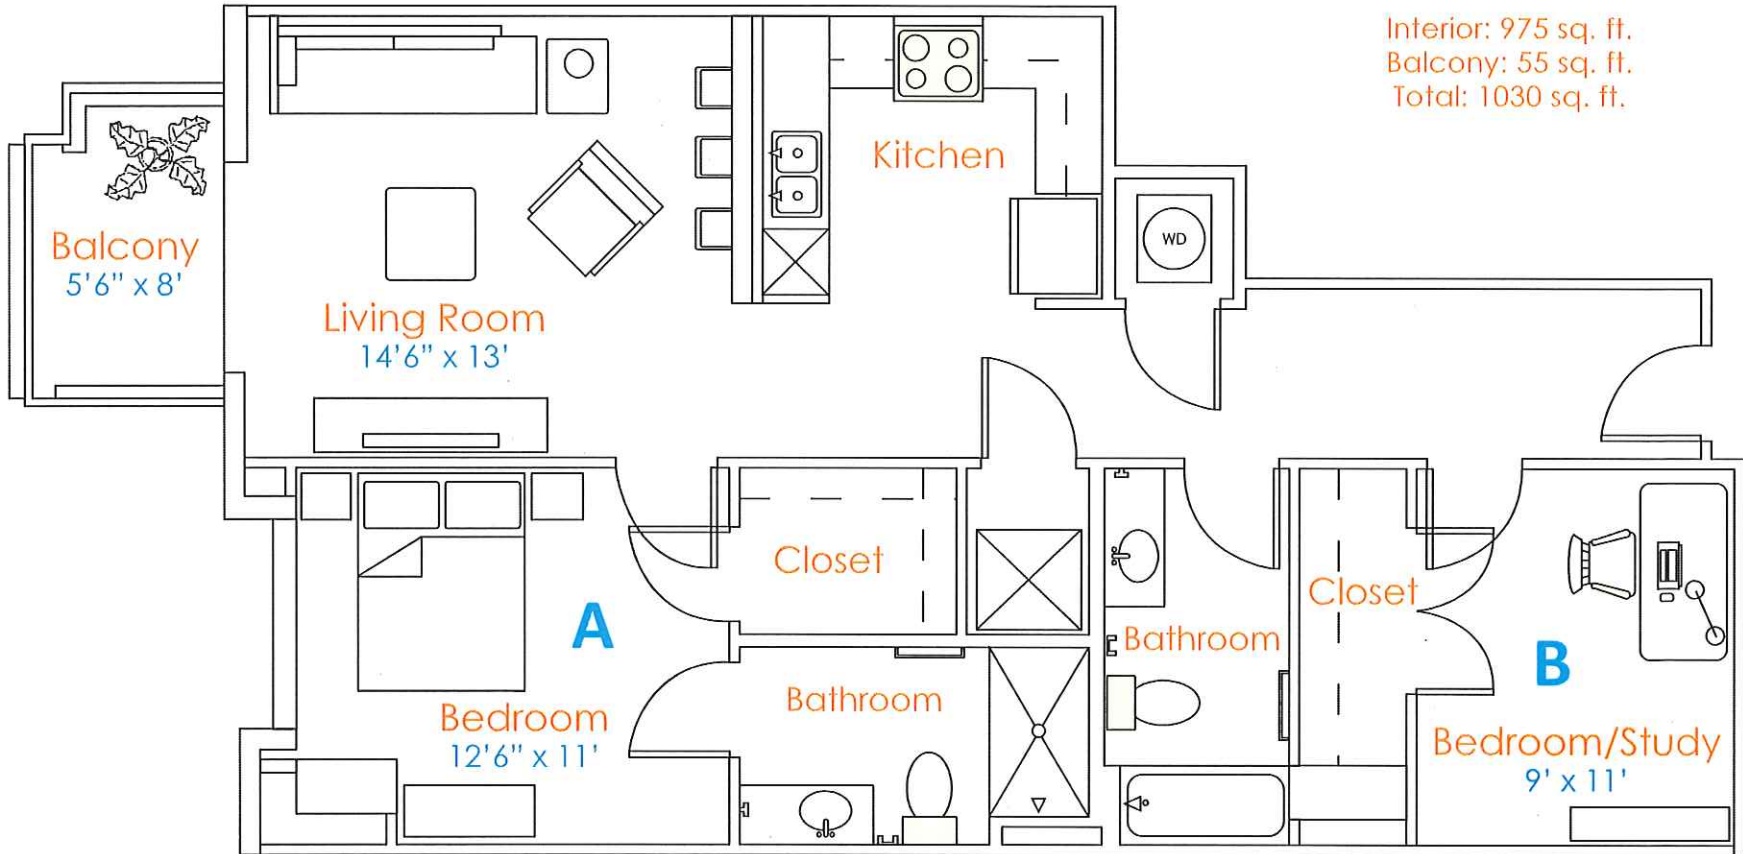 Interior: 975 sq. ft.
Balcony: 55 sq. ft.
Total: 1030 sq. ft.
Kitchen
WD
Balcony
5'6" x 8'
Living Room
14'6" x 13'
Closet
A
Bedroom
12'6" x 11'
Bathroom
Bathroom
Closet
B
Bedroom/Study
9' x 11'